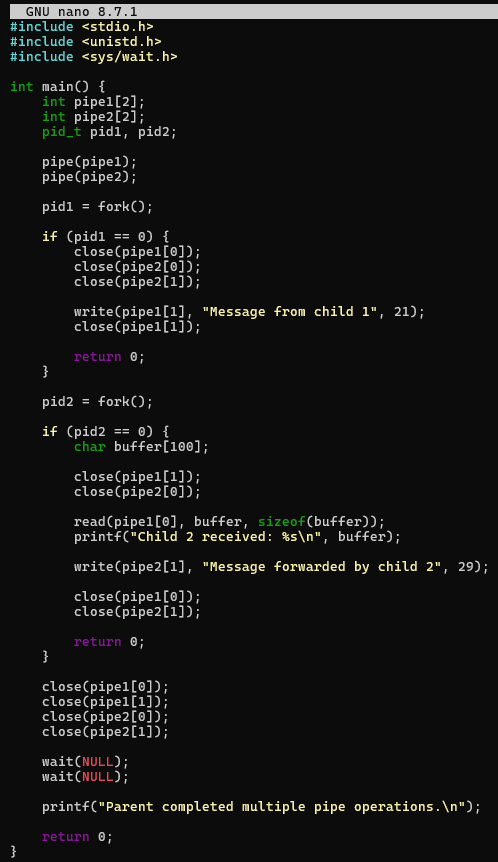 GNU nano 8.7.1
#include <stdio.h>
#include <unistd.h>
#include <sys/wait.h>

int main() {
    int pipe1[2];
    int pipe2[2];
    pid_t pid1, pid2;

    pipe(pipe1);
    pipe(pipe2);

    pid1 = fork();

    if (pid1 == 0) {
        close(pipe1[0]);
        close(pipe2[0]);
        close(pipe2[1]);

        write(pipe1[1], "Message from child 1", 21);
        close(pipe1[1]);

        return 0;
    }

    pid2 = fork();

    if (pid2 == 0) {
        char buffer[100];

        close(pipe1[1]);
        close(pipe2[0]);

        read(pipe1[0], buffer, sizeof(buffer));
        printf("Child 2 received: %s\n", buffer);

        write(pipe2[1], "Message forwarded by child 2", 29);

        close(pipe1[0]);
        close(pipe2[1]);

        return 0;
    }

    close(pipe1[0]);
    close(pipe1[1]);
    close(pipe2[0]);
    close(pipe2[1]);

    wait(NULL);
    wait(NULL);

    printf("Parent completed multiple pipe operations.\n");

    return 0;
}